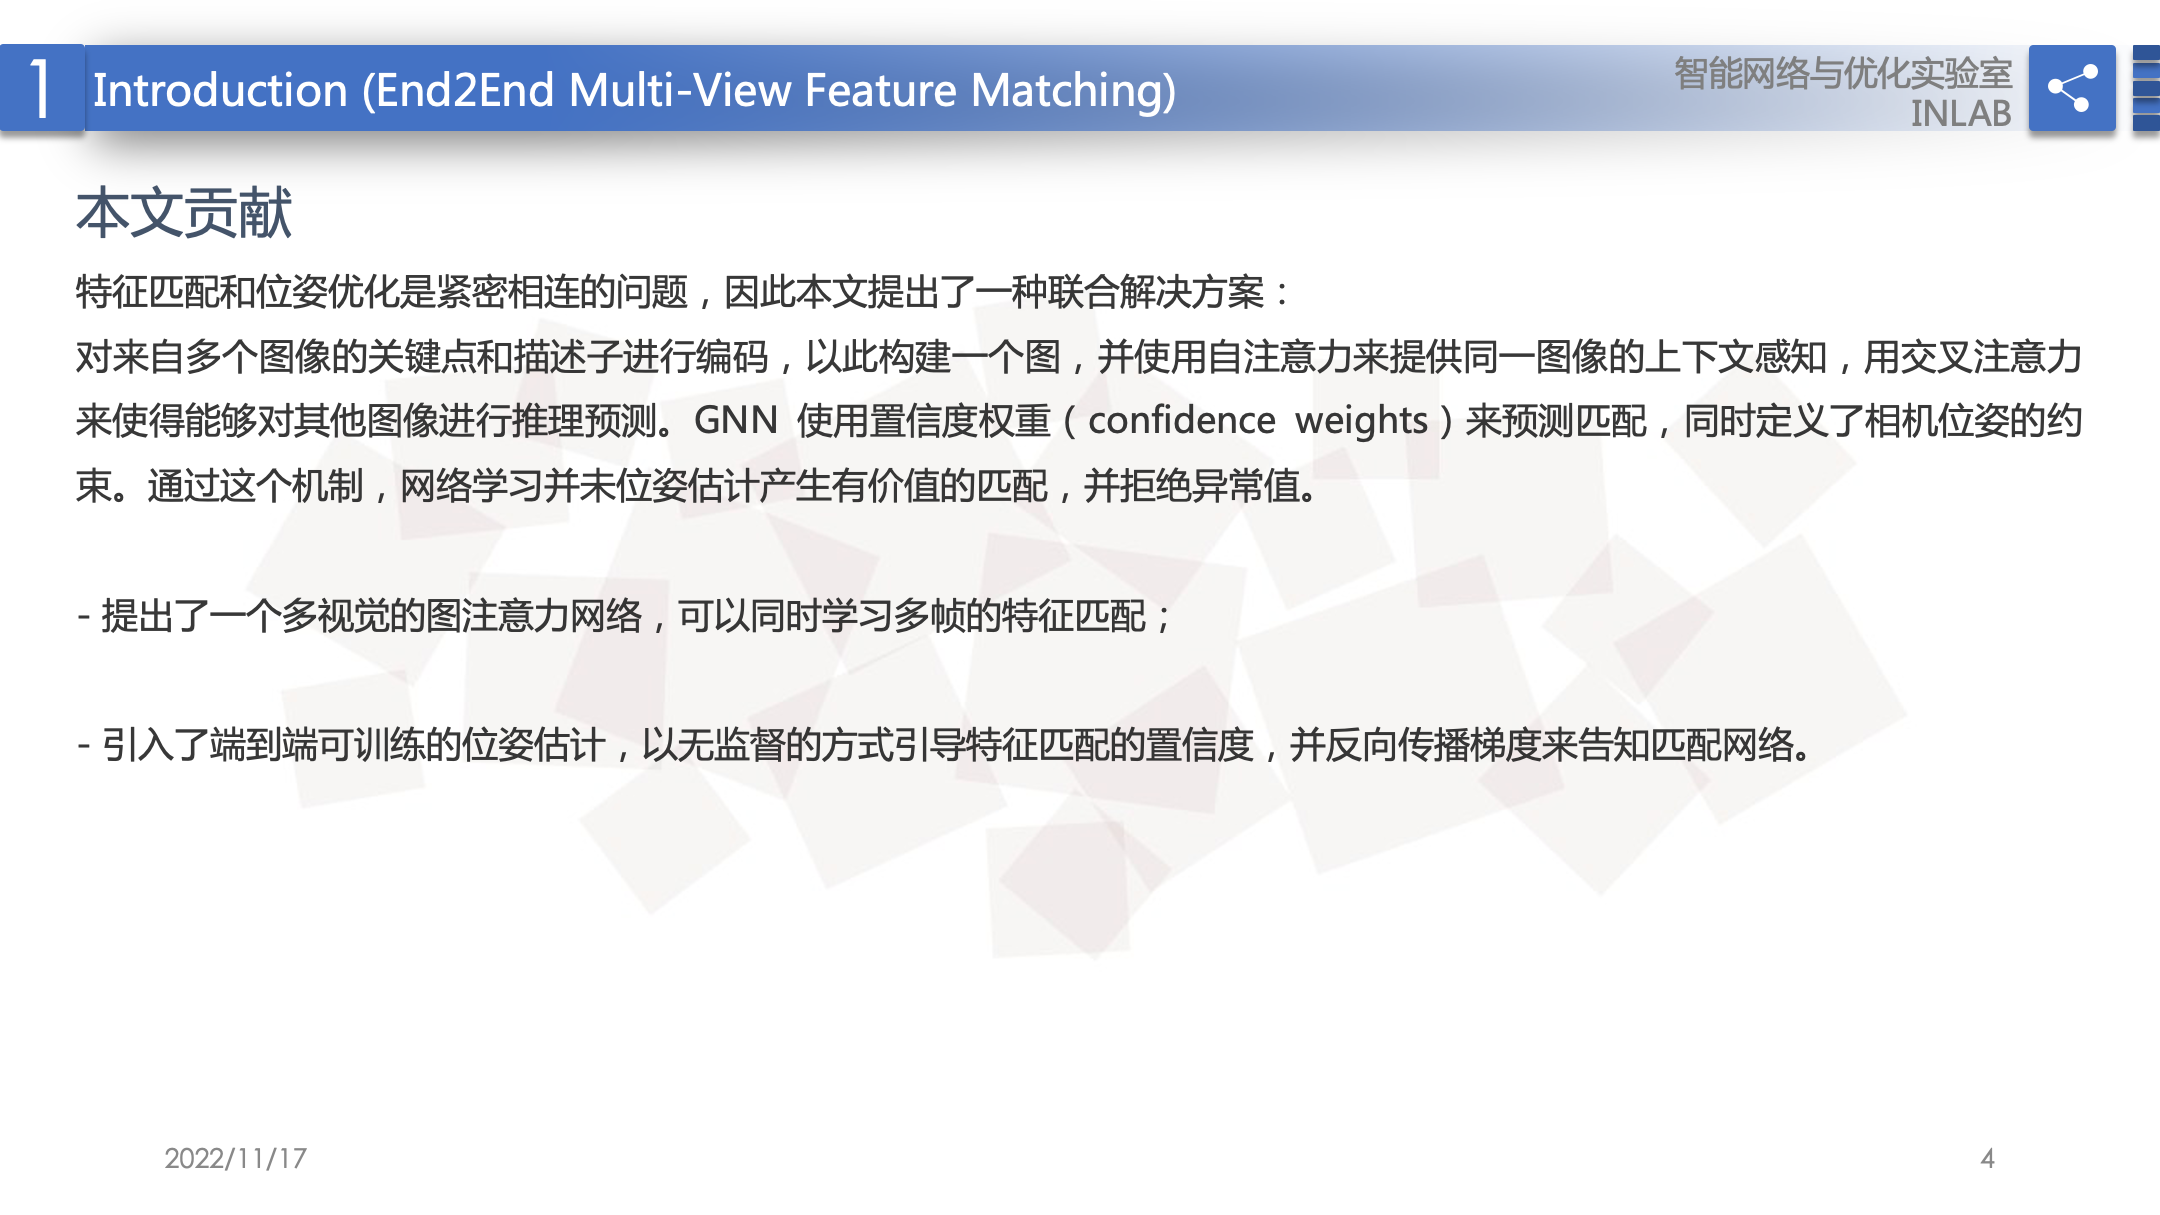 1
Introduction (End2End Multi-View Feature Matching)
智能网络与优化实验室
INLAB
本文贡献
特征匹配和位姿优化是紧密相连的问题，因此本文提出了一种联合解决方案：
对来自多个图像的关键点和描述子进行编码，以此构建一个图，并使用自注意力来提供同一图像的上下文感知，用交叉注意力
来使得能够对其他图像进行推理预测。GNN 使用置信度权重（confidence weights）来预测匹配，同时定义了相机位姿的约
束。通过这个机制，网络学习并未位姿估计产生有价值的匹配，并拒绝异常值。
- 提出了一个多视觉的图注意力网络，可以同时学习多帧的特征匹配；
- 引入了端到端可训练的位姿估计，以无监督的方式引导特征匹配的置信度，并反向传播梯度来告知匹配网络。
2022/11/17
4